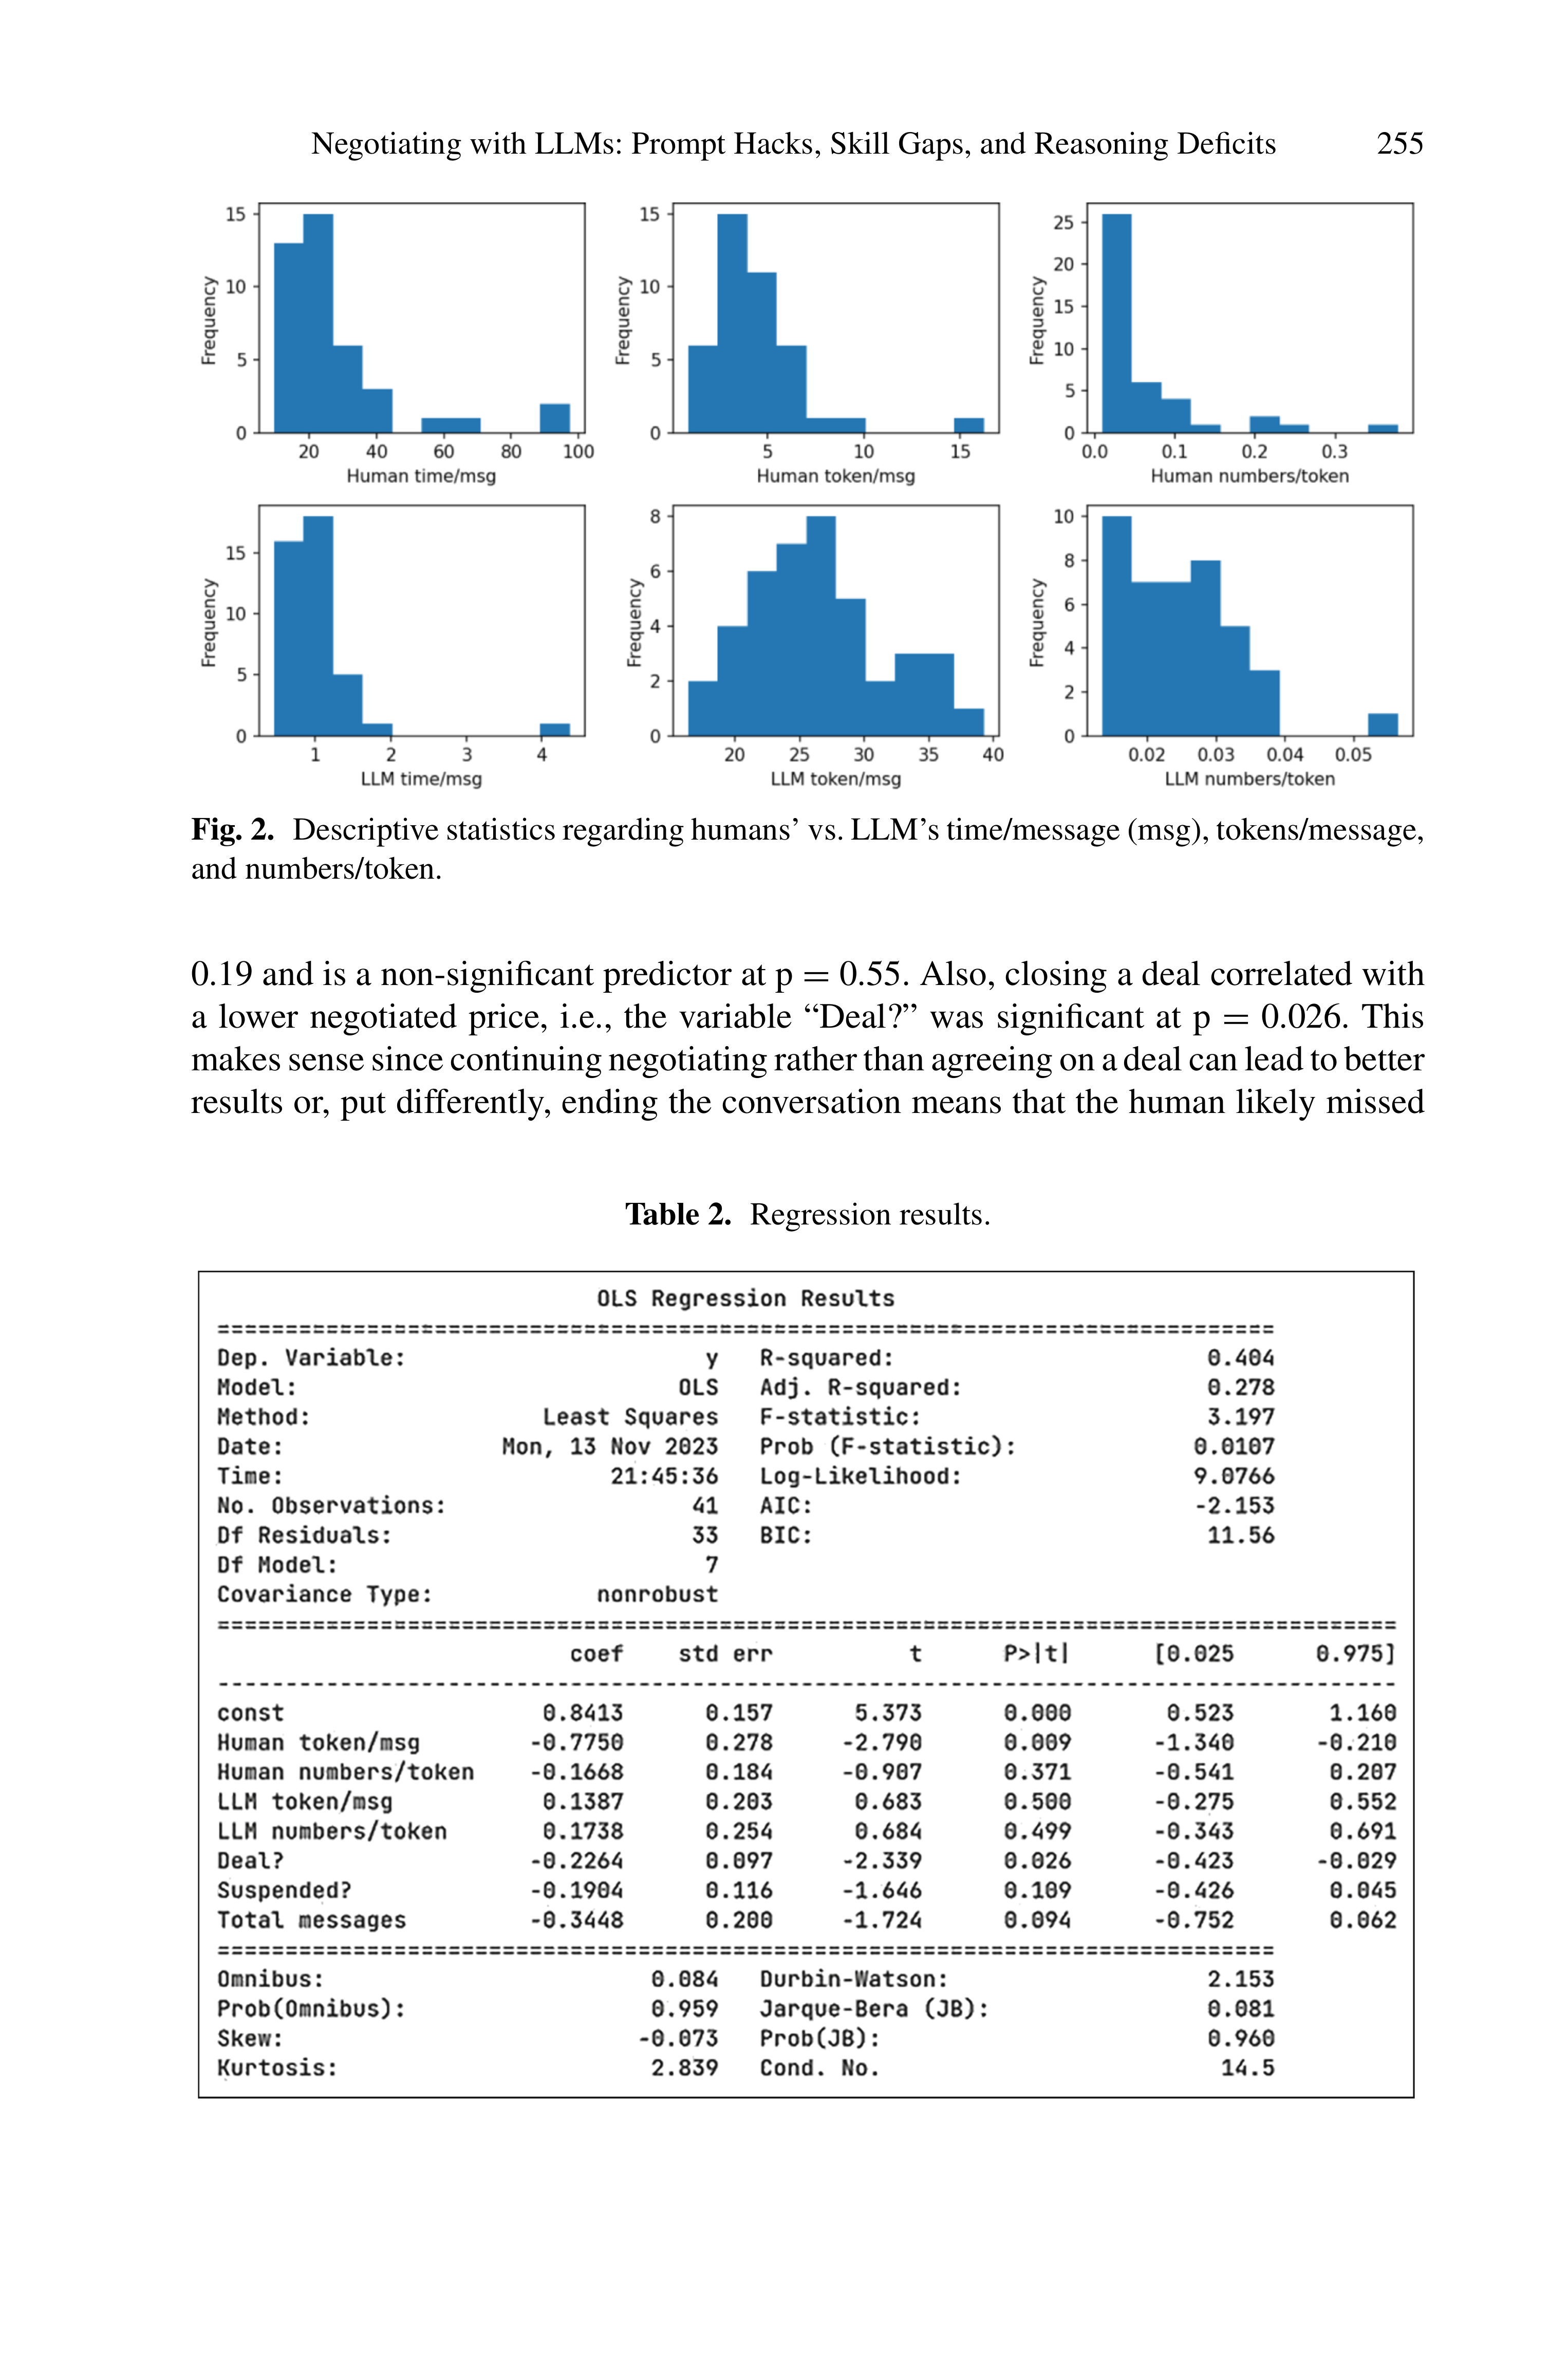 Negotiating with LLMs: Prompt Hacks, Skill Gaps, and Reasoning Deficits 255
15
10
5
0
Frequency
20 40 60 80 100
Human time/msg
15
10
5
0
Frequency
5 10 15
Human token/msg
25
20
15
10
5
0
Frequency
0.0 0.1 0.2 0.3
Human numbers/token
15
10
5
0
Frequency
1 2 3 4
LLM time/msg
8
6
4
2
0
Frequency
20 25 30 35 40
LLM token/msg
10
8
6
4
2
0
Frequency
0.02 0.03 0.04 0.05
LLM numbers/token
Fig. 2. Descriptive statistics regarding humans’ vs. LLM’s time/message (msg), tokens/message,
and numbers/token.
0.19 and is a non-significant predictor at p = 0.55. Also, closing a deal correlated with
a lower negotiated price, i.e., the variable “Deal?” was significant at p = 0.026. This
makes sense since continuing negotiating rather than agreeing on a deal can lead to better
results or, put differently, ending the conversation means that the human likely missed
Table 2. Regression results.
OLS Regression Results
==============================================================================
Dep. Variable: y R-squared: 0.404
Model: OLS Adj. R-squared: 0.278
Method: Least Squares F-statistic: 3.197
Date: Mon, 13 Nov 2023 Prob (F-statistic): 0.0107
Time: 21:45:36 Log-Likelihood: 9.0766
No. Observations: 41 AIC: -2.153
Df Residuals: 33 BIC: 11.56
Df Model: 7
Covariance Type: nonrobust
=======================================================================================
coef std err t P>|t| [0.025 0.975]
---------------------------------------------------------------------------------------
const 0.8413 0.157 5.373 0.000 0.523 1.160
Human token/msg -0.7750 0.278 -2.790 0.009 -1.340 -0.210
Human numbers/token -0.1668 0.184 -0.907 0.371 -0.541 0.207
LLM token/msg 0.1387 0.203 0.683 0.500 -0.275 0.552
LLM numbers/token 0.1738 0.254 0.684 0.499 -0.343 0.691
Deal? -0.2264 0.097 -2.339 0.026 -0.423 -0.029
Suspended? -0.1904 0.116 -1.646 0.109 -0.426 0.045
Total messages -0.3448 0.200 -1.724 0.094 -0.752 0.062
==============================================================================
Omnibus: 0.084 Durbin-Watson: 2.153
Prob(Omnibus): 0.959 Jarque-Bera (JB): 0.081
Skew: -0.073 Prob(JB): 0.960
Kurtosis: 2.839 Cond. No. 14.5